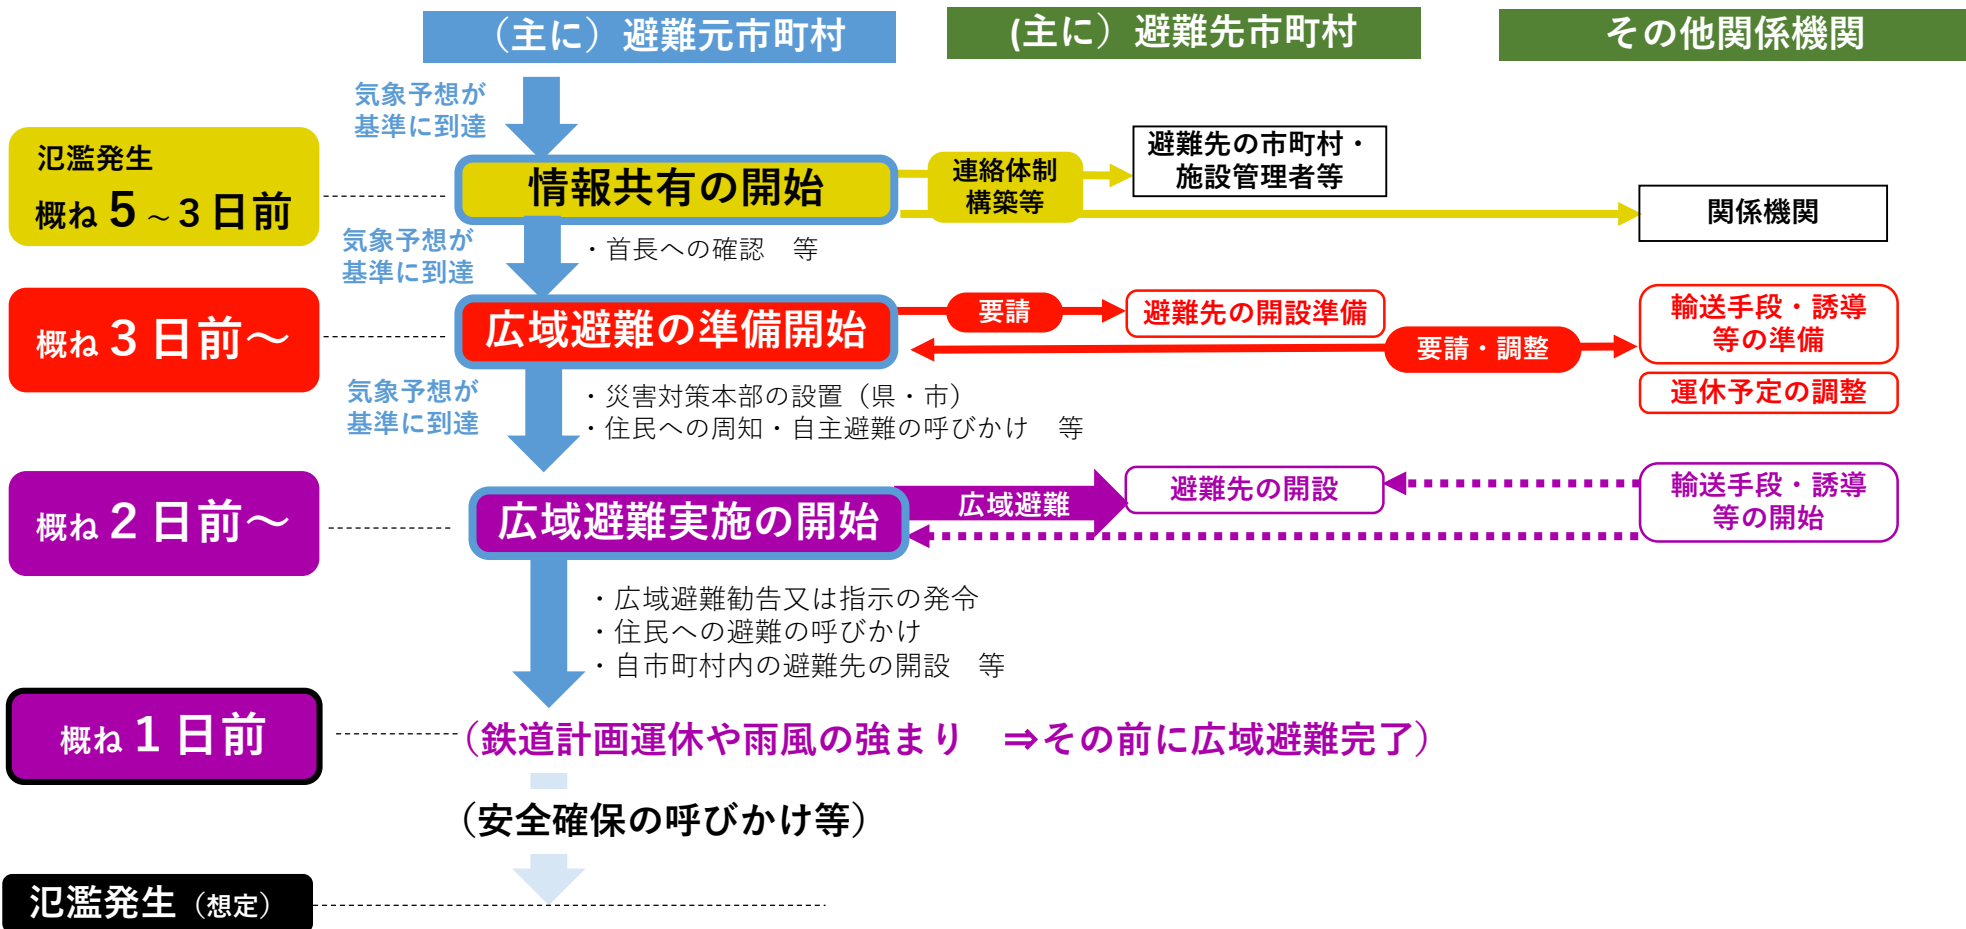 （主に）避難元市町村
(主に）避難先市町村
その他関係機関
気象予想が
基準に到達
氾濫発生
概ね５～３日前
情報共有の開始
連絡体制
構築等
避難先の市町村・
施設管理者等
関係機関
気象予想が
基準に到達
・首長への確認　等
概ね３日前～
広域避難の準備開始
要請
避難先の開設準備
要請・調整
輸送手段・誘導
等の準備
運休予定の調整
気象予想が
基準に到達
・災害対策本部の設置（県・市）
・住民への周知・自主避難の呼びかけ　等
概ね２日前～
広域避難実施の開始
広域避難
避難先の開設
輸送手段・誘導
等の開始
・広域避難勧告又は指示の発令
・住民への避難の呼びかけ
・自市町村内の避難先の開設　等
概ね１日前
（鉄道計画運休や雨風の強まり　⇒その前に広域避難完了）
（安全確保の呼びかけ等）
氾濫発生（想定）